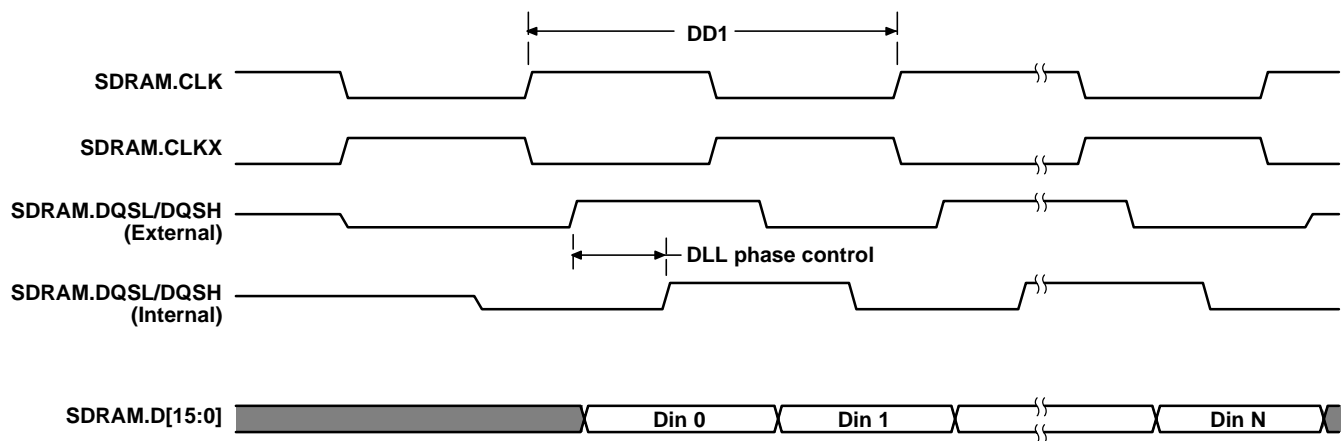 DD1
SDRAM.CLK
SDRAM.CLKX
SDRAM.DQSL/DQSH
(External)
DLL phase control
SDRAM.DQSL/DQSH
(Internal)
SDRAM.D[15:0]
Din 0
Din 1
Din N